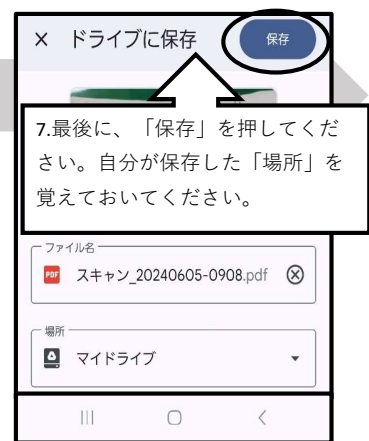 × ドライブに保存 保存
7.最後に、「保存」を押してくだ
さい。自分が保存した「場所」を
覚えておいてください。
ファイル名
PDF スキャン_20240605-0908.pdf
場所
マイドライブ